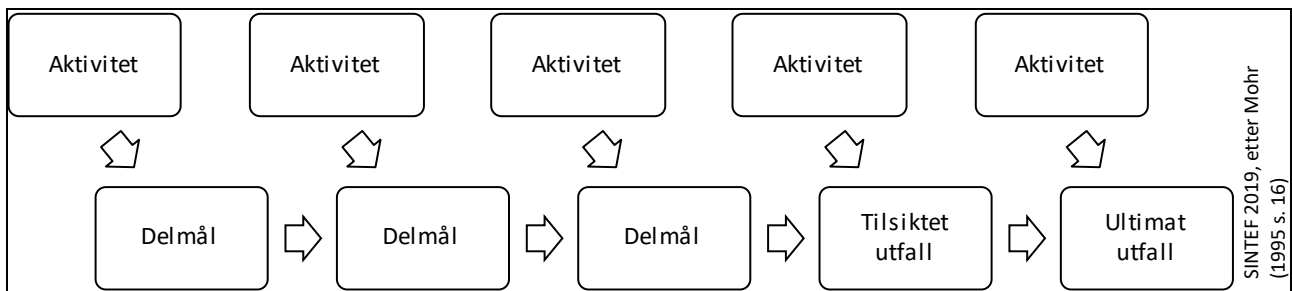 Aktivitet
Aktivitet
Aktivitet
Aktivitet
Aktivitet
Delmål
Delmål
Delmål
Tilsiktet
utfall
Ultimat
utfall
SINTEF 2019, etter Mohr
(1995 s. 16)